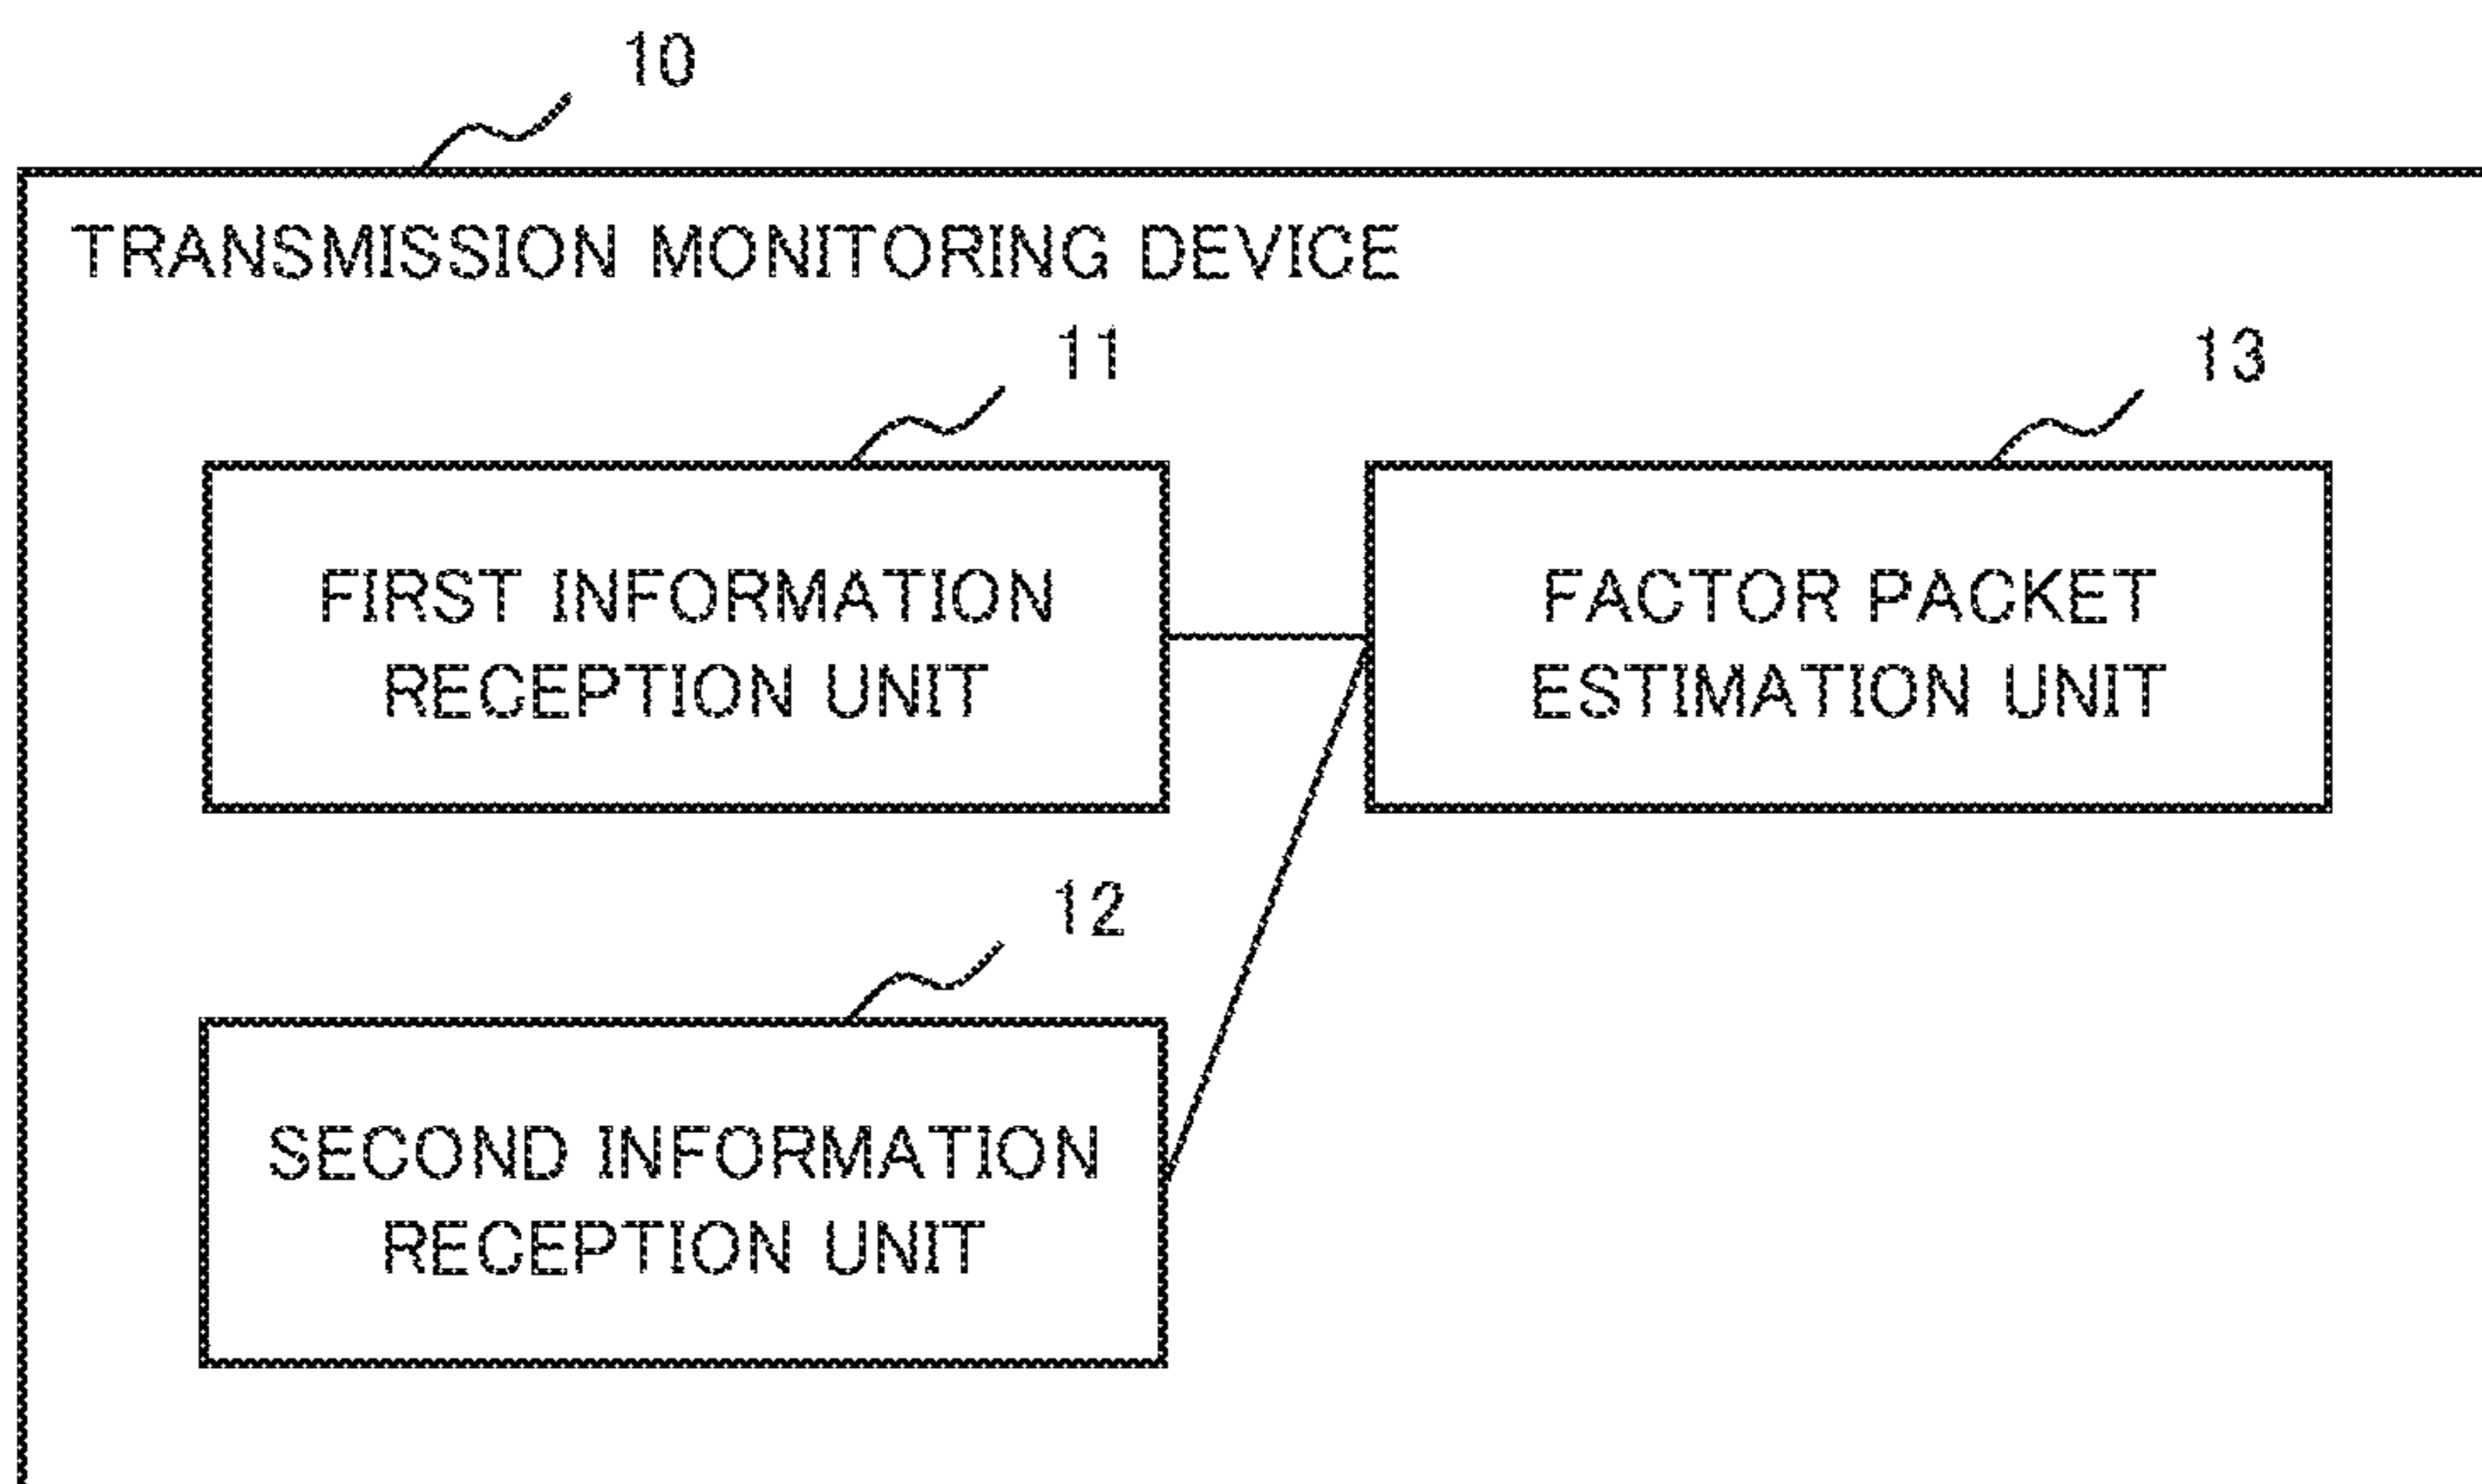 10
TRANSMISSION MONITORING DEVICE
11
13
FIRST INFORMATION
RECEPTION UNIT
FACTOR PACKET
ESTIMATION UNIT
12
SECOND INFORMATION
RECEPTION UNIT